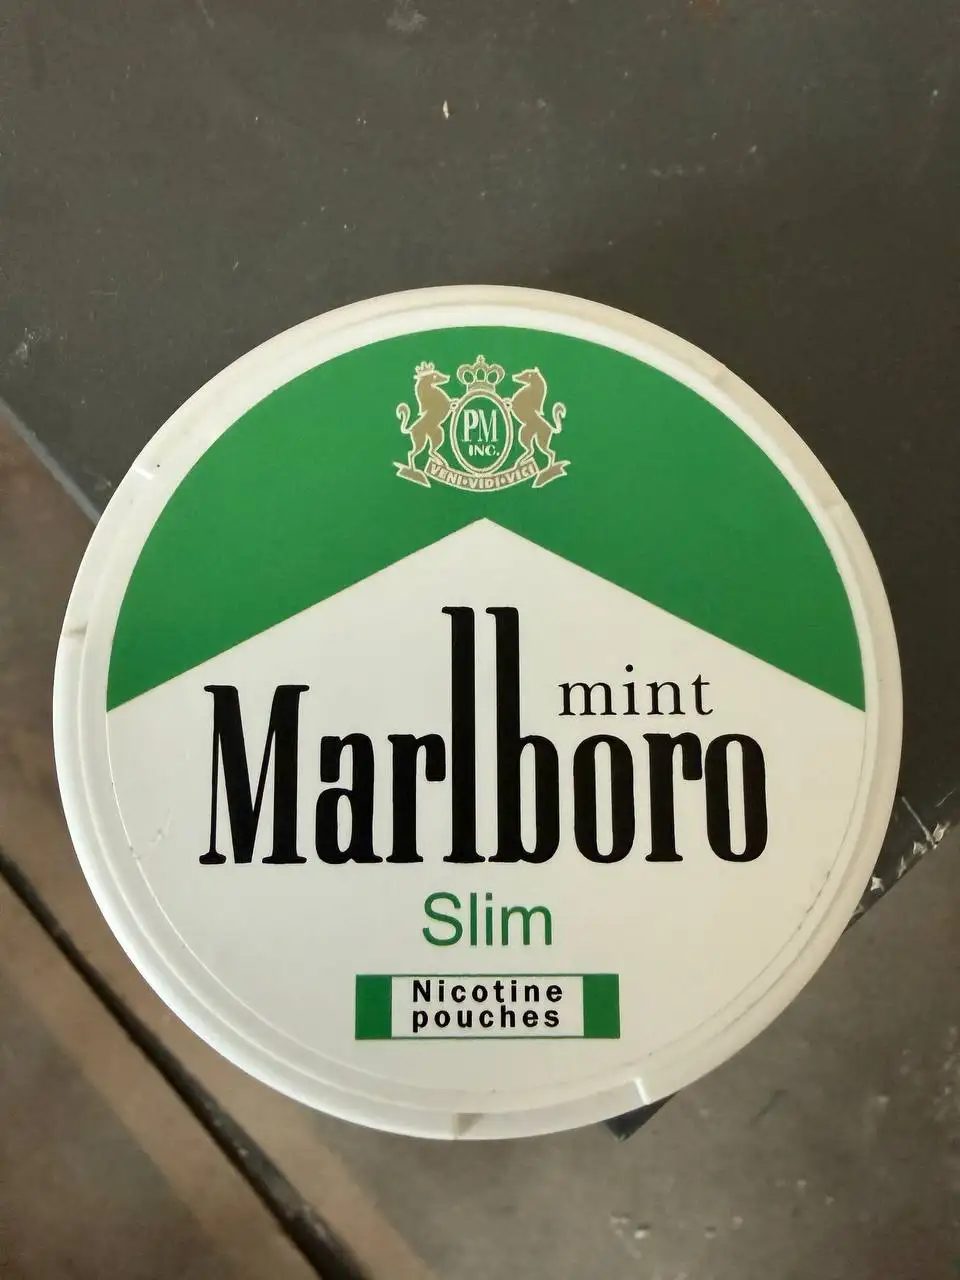 PM
INC.
VENI·VIDI·VICI
mint
Marlboro
Slim
Nicotine
pouches